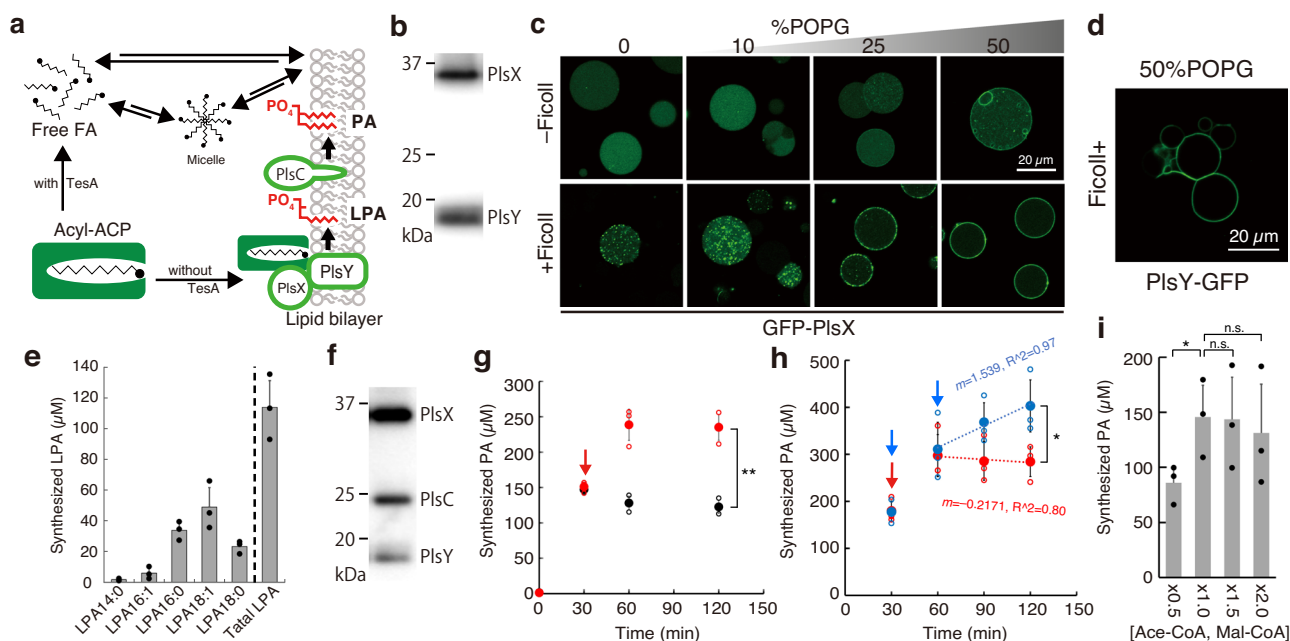 a
Free FA
Micelle
PO4
PA
PlsC
with TesA
PO4
LPA
Acyl-ACP
without
TesA
PlsX
PlsY
Lipid bilayer
b
37
PlsX
25
20
PlsY
kDa
c
%POPG
0 10 25 50
–Ficoll
20 µm
+Ficoll
GFP-PlsX
d
50%POPG
Ficoll+
20 µm
PlsY-GFP
e
Synthesized LPA (µM)
140
120
100
80
60
40
20
0
LPA14:0
LPA16:1
LPA16:0
LPA18:1
LPA18:0
Tatal LPA
f
37
PlsX
25
PlsC
20
PlsY
kDa
g
Synthesized PA (µM)
300
250
200
150
100
50
0
**
0 30 60 90 120 150
Time (min)
h
Synthesized PA (µM)
500
400
300
200
100
0
m=1.539, R^2=0.97
*
m=–0.2171, R^2=0.80
0 30 60 90 120 150
Time (min)
i
n.s.
* n.s.
Synthesized PA (µM)
200
150
100
50
0
x0.5
x1.0
x1.5
x2.0
[Ace-CoA, Mal-CoA]